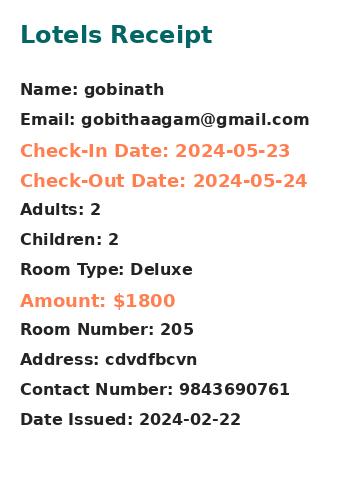 Lotels Receipt
Name: gobinath
Email: gobithaagam@gmail.com
Check-In Date: 2024-05-23
Check-Out Date: 2024-05-24
Adults: 2
Children: 2
Room Type: Deluxe
Amount: $1800
Room Number: 205
Address: cdvdfbcvn
Contact Number: 9843690761
Date Issued: 2024-02-22